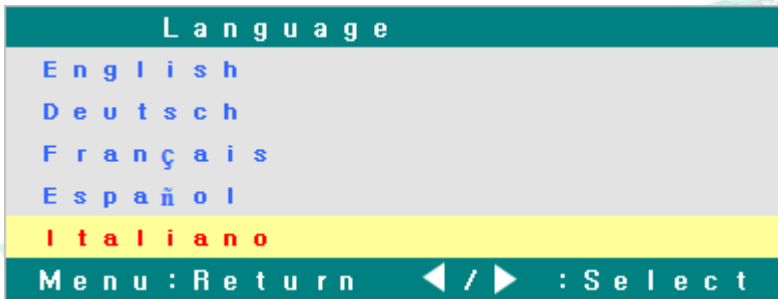 Language
English
Deutsch
Français
Español
Italiano
Menu:Return ◀/▶ :Select